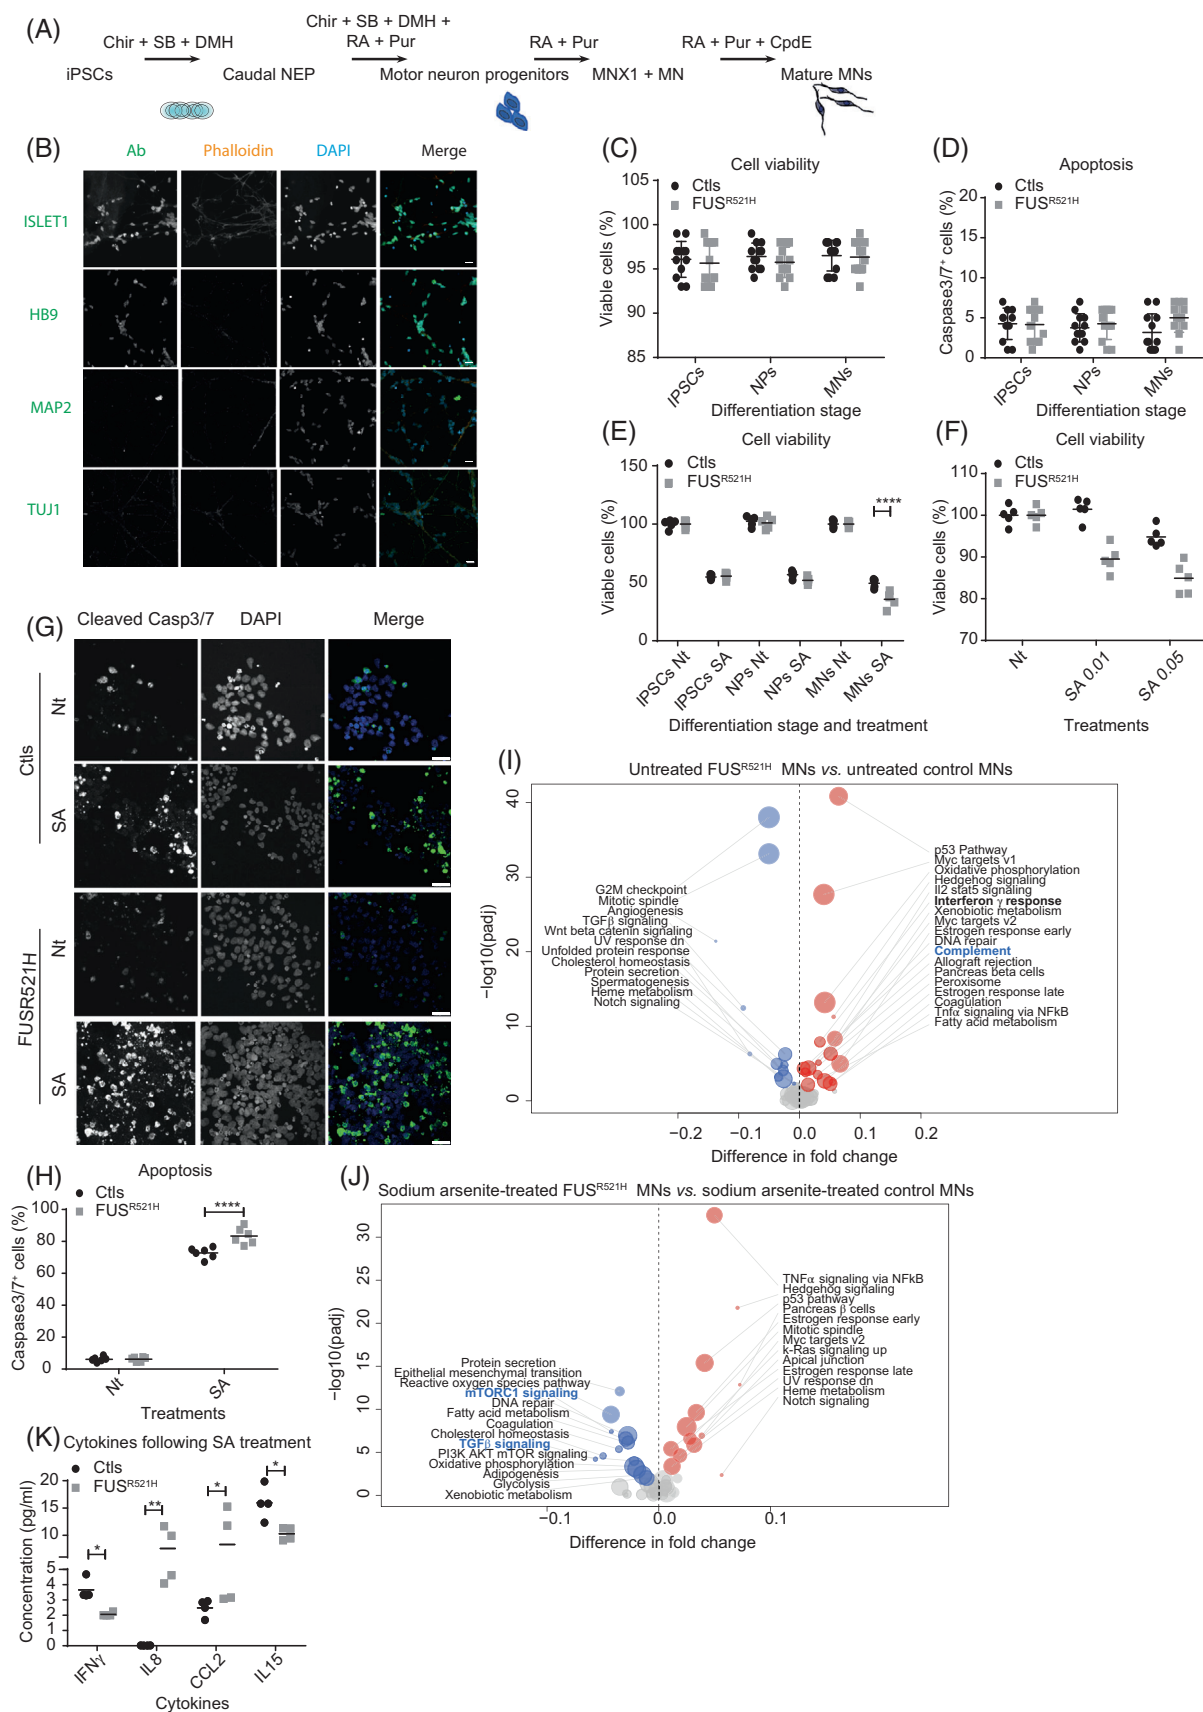 (A)
Chir + SB + DMH
Chir + SB + DMH +
RA + Pur
RA + Pur
RA + Pur + CpdE
iPSCs
Caudal NEP
Motor neuron progenitors
MNX1 + MN
Mature MNs
(B)
Ab
Phalloidin
DAPI
Merge
ISLET1
HB9
MAP2
TUJ1
(C)
Cell viability
Ctls
FUSR521H
Viable cells (%)
105
100
95
90
85
IPSCs
NPs
MNs
Differentiation stage
(D)
Apoptosis
Ctls
FUSR521H
Caspase3/7+ cells (%)
20
15
10
5
0
IPSCs
NPs
MNs
Differentiation stage
(E)
Cell viability
Ctls
FUSR521H
****
Viable cells (%)
150
100
50
0
IPSCs Nt
IPSCs SA
NPs Nt
NPs SA
MNs Nt
MNs SA
Differentiation stage and treatment
(F)
Cell viability
Ctls
FUSR521H
Viable cells (%)
110
100
90
80
70
Nt
SA 0.01
SA 0.05
Treatments
(G)
Cleaved Casp3/7
DAPI
Merge
Ctls
Nt
SA
FUSR521H
Nt
SA
(H)
Apoptosis
Ctls
FUSR521H
****
Caspase3/7+ cells (%)
100
80
60
40
20
0
Nt
SA
Treatments
(I)
Untreated FUSR521H MNs vs. untreated control MNs
−log10(padj)
40
30
20
10
0
G2M checkpoint
Mitotic spindle
Angiogenesis
TGFβ signaling
Wnt beta catenin signaling
UV response dn
Unfolded protein response
Cholesterol homeostasis
Protein secretion
Spermatogenesis
Heme metabolism
Notch signaling
p53 Pathway
Myc targets v1
Oxidative phosphorylation
Hedgehog signaling
Il2 stat5 signaling
Interferon γ response
Xenobiotic metabolism
Myc targets v2
Estrogen response early
DNA repair
Complement
Allograft rejection
Pancreas beta cells
Peroxisome
Estrogen response late
Coagulation
Tnfα signaling via NFkB
Fatty acid metabolism
−0.2
−0.1
0.0
0.1
0.2
Difference in fold change
(J)
Sodium arsenite-treated FUSR521H MNs vs. sodium arsenite-treated control MNs
−log10(padj)
30
25
20
15
10
5
0
Protein secretion
Epithelial mesenchymal transition
Reactive oxygen species pathway
mTORC1 signaling
DNA repair
Fatty acid metabolism
Coagulation
Cholesterol homeostasis
TGFβ signaling
PI3K AKT mTOR signaling
Oxidative phosphorylation
Adipogenesis
Glycolysis
Xenobiotic metabolism
TNFα signaling via NFkB
Hedgehog signaling
p53 pathway
Pancreas β cells
Estrogen response early
Mitotic spindle
Myc targets v2
k-Ras signaling up
Apical junction
Estrogen response late
UV response dn
Heme metabolism
Notch signaling
−0.1
0.0
0.1
Difference in fold change
(K)
Cytokines following SA treatment
Ctls
FUSR521H
*
**
*
*
Concentration (pg/ml)
20
15
10
5
4
3
2
1
0
IFNγ
IL8
CCL2
IL15
Cytokines